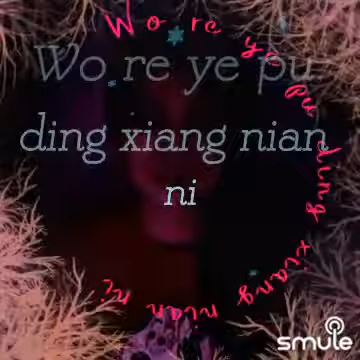 Wo re ye pu
ding xiang nian
ni
Wo re ye pu ding xiang nian ni
smule